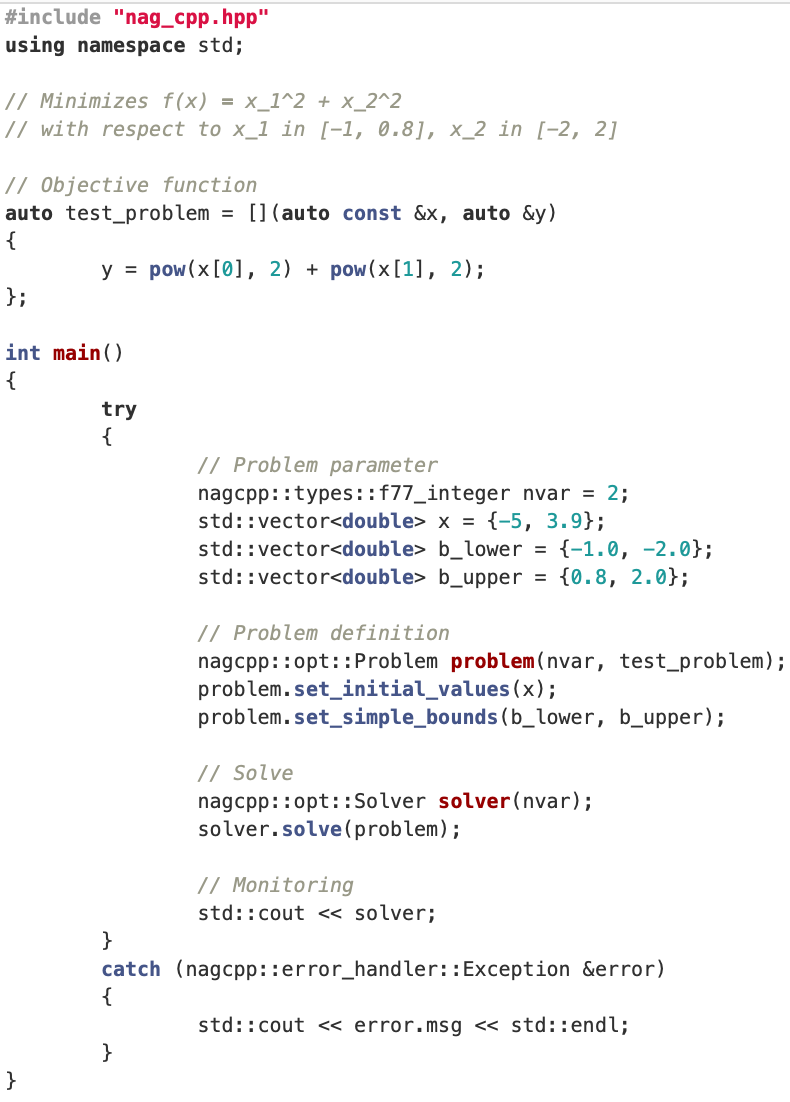 #include "nag_cpp.hpp"
using namespace std;
// Minimizes f(x) = x_1^2 + x_2^2
// with respect to x_1 in [-1, 0.8], x_2 in [-2, 2]
// Objective function
auto test_problem = [](auto const &x, auto &y)
{
y = pow(x[0], 2) + pow(x[1], 2);
};
int main()
{
try
{
// Problem parameter
nagcpp::types::f77_integer nvar = 2;
std::vector<double> x = {-5, 3.9};
std::vector<double> b_lower = {-1.0, -2.0};
std::vector<double> b_upper = {0.8, 2.0};
// Problem definition
nagcpp::opt::Problem problem(nvar, test_problem);
problem.set_initial_values(x);
problem.set_simple_bounds(b_lower, b_upper);
// Solve
nagcpp::opt::Solver solver(nvar);
solver.solve(problem);
// Monitoring
std::cout << solver;
}
catch (nagcpp::error_handler::Exception &error)
{
std::cout << error.msg << std::endl;
}
}